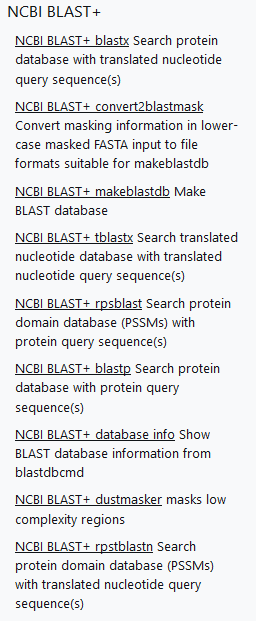 NCBI BLAST+
NCBI BLAST+ blastx Search protein
database with translated nucleotide
query sequence(s)
NCBI BLAST+ convert2blastmask
Convert masking information in lower-
case masked FASTA input to file
formats suitable for makeblastdb
NCBI BLAST+ makeblastdb Make
BLAST database
NCBI BLAST+ tblastx Search translated
nucleotide database with translated
nucleotide query sequence(s)
NCBI BLAST+ rpsblast Search protein
domain database (PSSMs) with
protein query sequence(s)
NCBI BLAST+ blastp Search protein
database with protein query
sequence(s)
NCBI BLAST+ database info Show
BLAST database information from
blastdbcmd
NCBI BLAST+ dustmasker masks low
complexity regions
NCBI BLAST+ rpstblastn Search
protein domain database (PSSMs)
with translated nucleotide query
sequence(s)